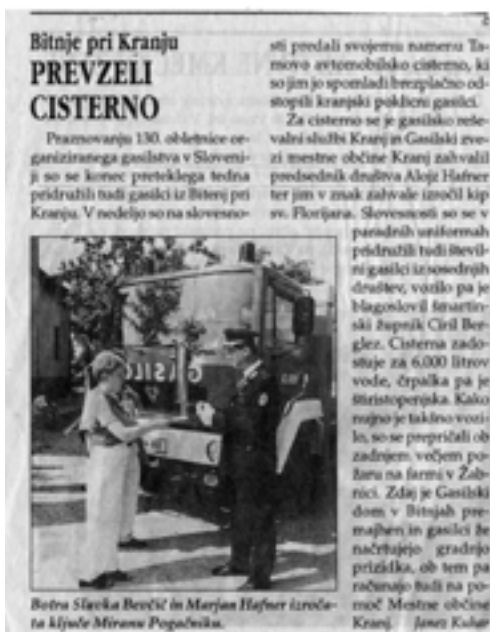 Bitnje pri Kranju
PREVZELI
CISTERNO
Praznovanju 130. obletnice or-
ganiziranega gasilstva v Sloveni-
ji so se konec preteklega tedna
pridružili tudi gasilci iz Bitenj pri
Kranju. V nedeljo so na slovesno-
sti predali svojemu namenu Ta-
movo avtomobilsko cisterno, ki
so jim jo spomladi brezplačno od-
stopili kranjski poklicni gasilci.
Za cisterno se je gasilsko reše-
valni službi Kranj in Gasilski zve-
zi mestne občine Kranj zahvalil
predsednik društva Alojz Hafner
ter jim v znak zahvale izročil kip
sv. Florijana. Slovesnosti so se v
paradnih uniformah
pridružili tudi števil-
ni gasilci iz sosednjih
društev, vozilo pa je
blagoslovil šmartin-
ski župnik Ciril Ber-
glez. Cisterna zado-
stuje za 6.000 litrov
vode, črpalka pa je
štiristopenjska. Kako
nujno je takšno vozi-
lo, so se prepričali ob
zadnjem večjem po-
žaru na farmi v Žab-
nici. Zdaj je Gasilski
dom v Bitnjah pre-
majhen in gasilci že
načrtujejo gradnjo
prizidka, ob tem pa
računajo tudi na po-
moč Mestne občine
Kranj. Janez Kuhar
GASILC
Botra Slavka Bevčič in Marjan Hafner izroča-
ta ključe Miranu Pogačniku.